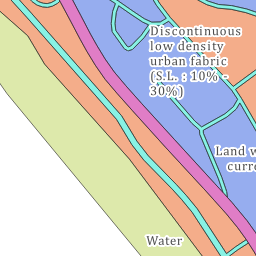 Discontinuous
low density
urban fabric
(S.L. : 10% -
30%)
Land w
curre
Water